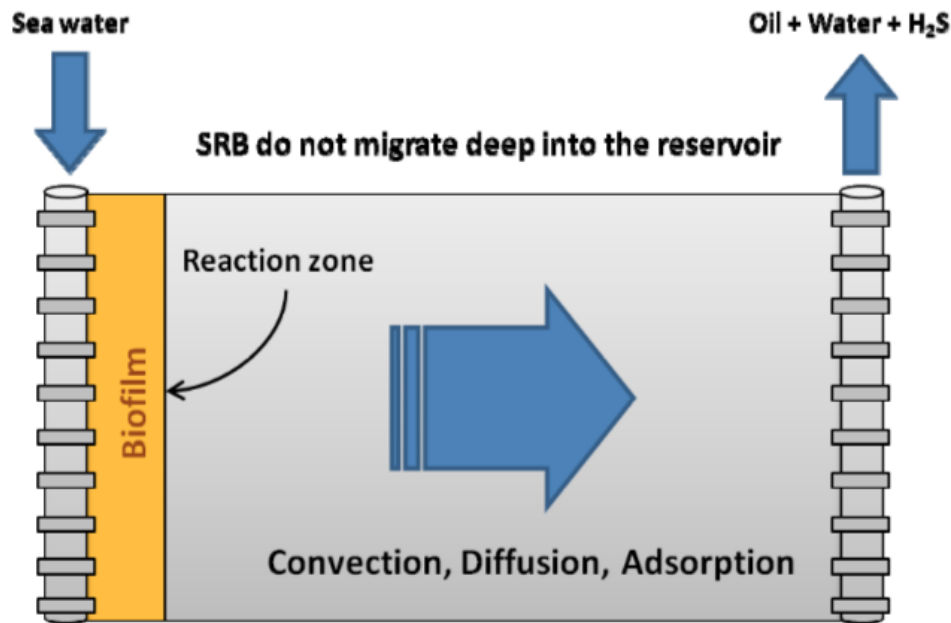 Sea water
Oil + Water + H₂S
SRB do not migrate deep into the reservoir
Reaction zone
Biofilm
Convection, Diffusion, Adsorption